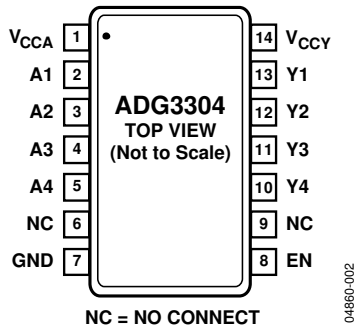 VCCA 1 14 VCCY
A1 2 13 Y1
A2 3 ADG3304 12 Y2
TOP VIEW
A3 4 (Not to Scale) 11 Y3
A4 5 10 Y4
NC 6 9 NC
GND 7 8 EN
NC = NO CONNECT
04860-002